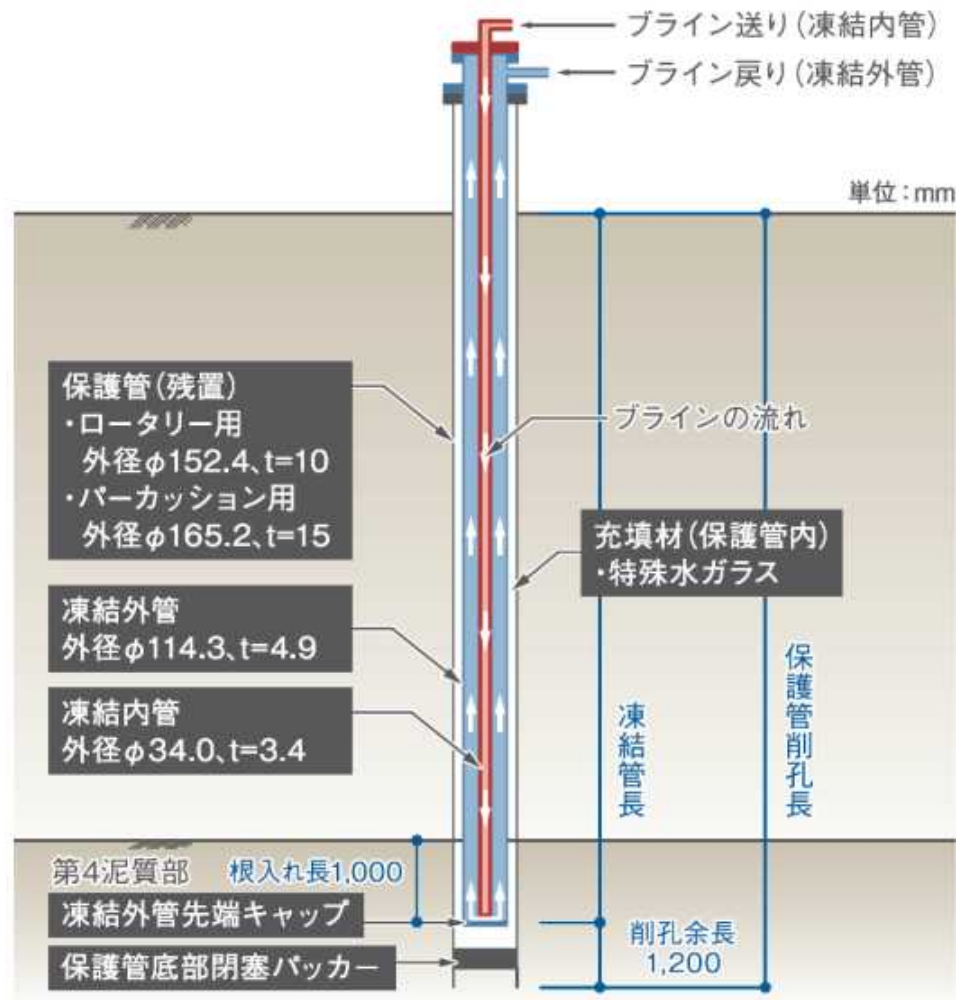 ブライン送り(凍結内管)
ブライン戻り(凍結外管)
単位:mm
保護管(残置)
・ロータリー用
外径φ152.4、t=10
・パーカッション用
外径φ165.2、t=15
ブラインの流れ
充填材(保護管内)
・特殊水ガラス
凍結外管
外径φ114.3、t=4.9
凍結内管
外径φ34.0、t=3.4
凍結管長
保護管削孔長
第4泥質部
根入れ長1,000
凍結外管先端キャップ
削孔余長
1,200
保護管底部閉塞パッカー